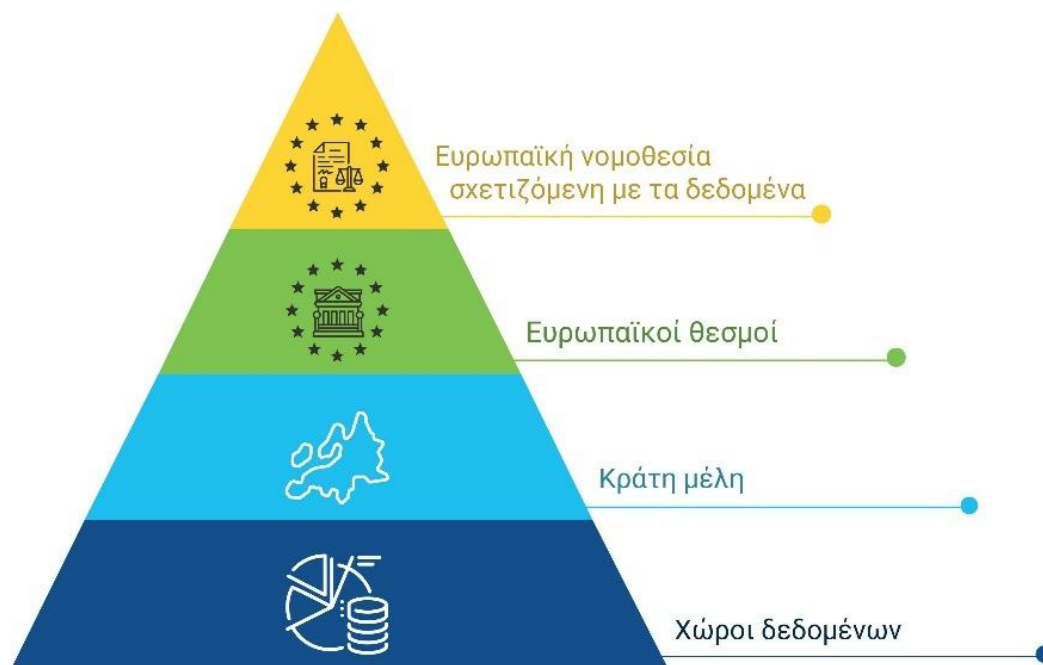 Ευρωπαϊκή νομοθεσία
σχετιζόμενη με τα δεδομένα
Ευρωπαϊκοί θεσμοί
Κράτη μέλη
Χώροι δεδομένων